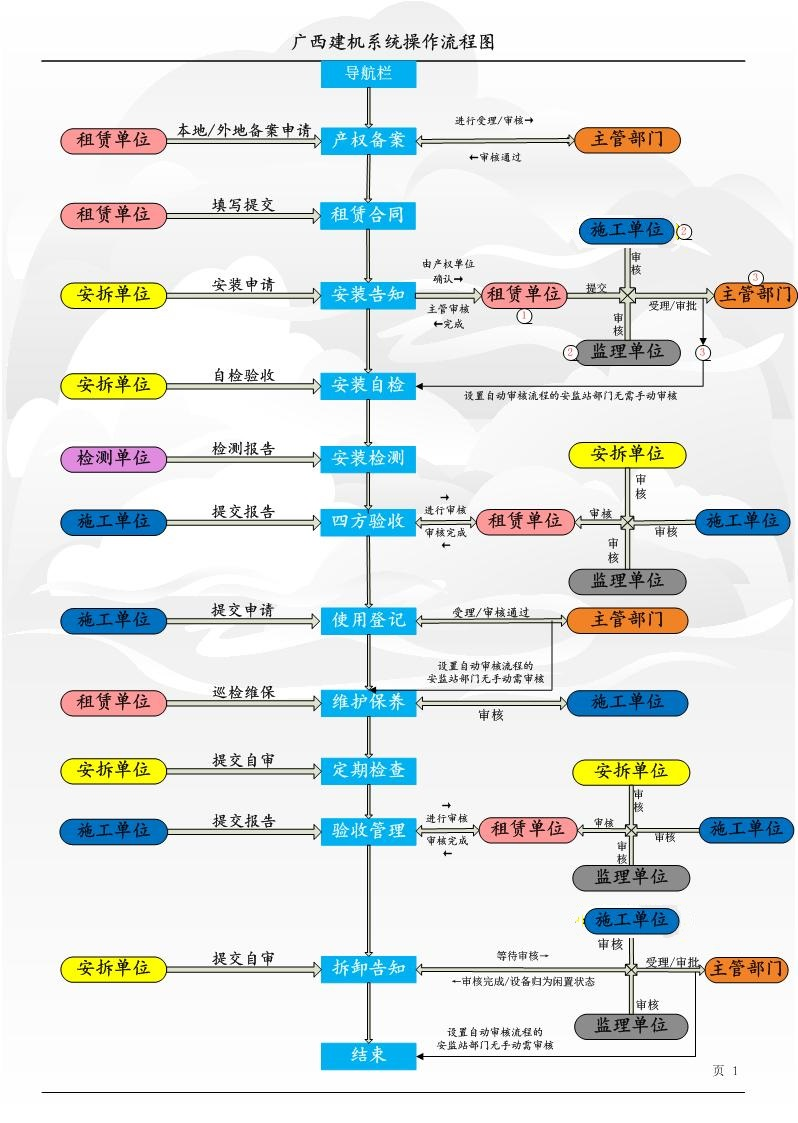 广西建机系统操作流程图
导航栏
租赁单位
本地/外地备案申请
产权备案
进行受理/审核→
←审核通过
主管部门
租赁单位
填写提交
租赁合同
施工单位
2
审
核
安拆单位
安装申请
安装告知
由产权单位
确认→
主管审核
←完成
租赁单位
1
提交
受理/审批
3
主管部门
审
核
2
监理单位
3
安拆单位
自检验收
安装自检
设置自动审核流程的安监站部门无需手动审核
检测单位
检测报告
安装检测
安拆单位
审
核
施工单位
提交报告
四方验收
→
进行审核
审核完成
←
租赁单位
审核
审核
施工单位
审
核
监理单位
施工单位
提交申请
使用登记
受理/审核通过
主管部门
设置自动审核流程的
安监站部门无手动需审核
租赁单位
巡检维保
维护保养
审核
施工单位
安拆单位
提交自审
定期检查
安拆单位
审
核
施工单位
提交报告
验收管理
→
进行审核
审核完成
←
租赁单位
审核
审核
施工单位
审
核
监理单位
施工单位
审核
安拆单位
提交自审
拆卸告知
等待审核→
←审核完成/设备归为闲置状态
受理/审批
主管部门
审核
监理单位
设置自动审核流程的
安监站部门无手动需审核
结束
页 1